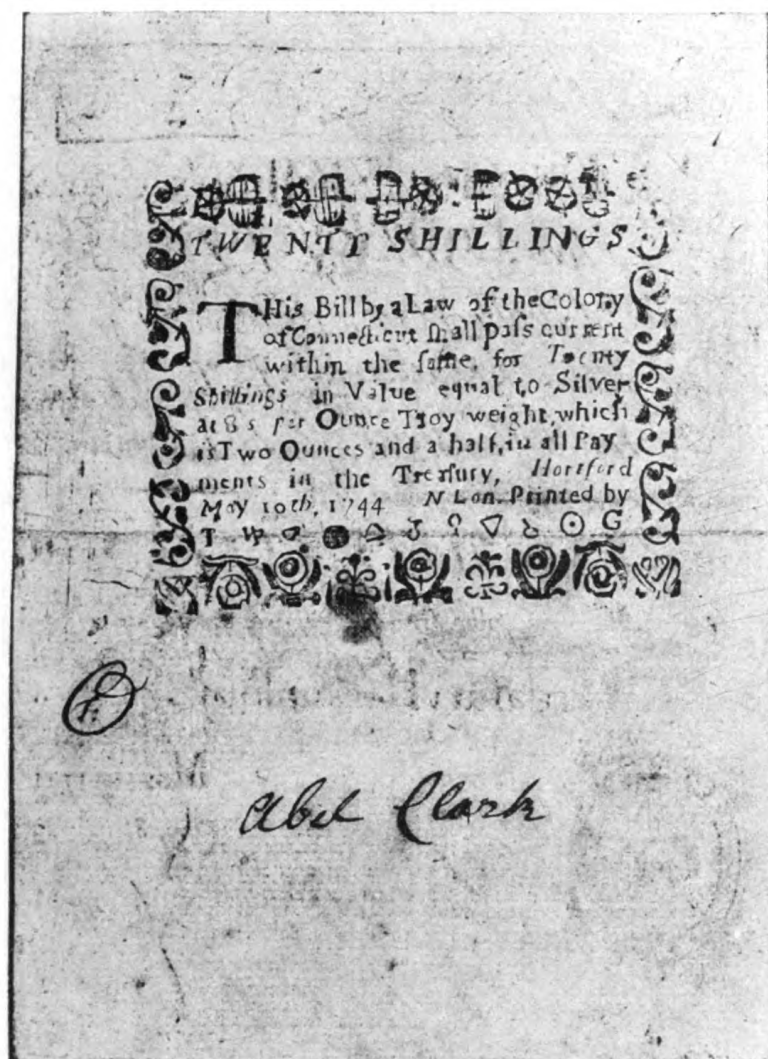 TWENTY SHILLINGS
THis Bill by a Law of the Colony
of Connecticut ſhall paſs current
within the ſame, for Twenty
Shillings in Value equal to Silver
at 8 s per Ounce Troy weight, which
is Two Ounces and a half, in all Pay
ments in the Treaſury, Hartford
May 10th, 1744 N Lon. Printed by
T G
Abel Clark